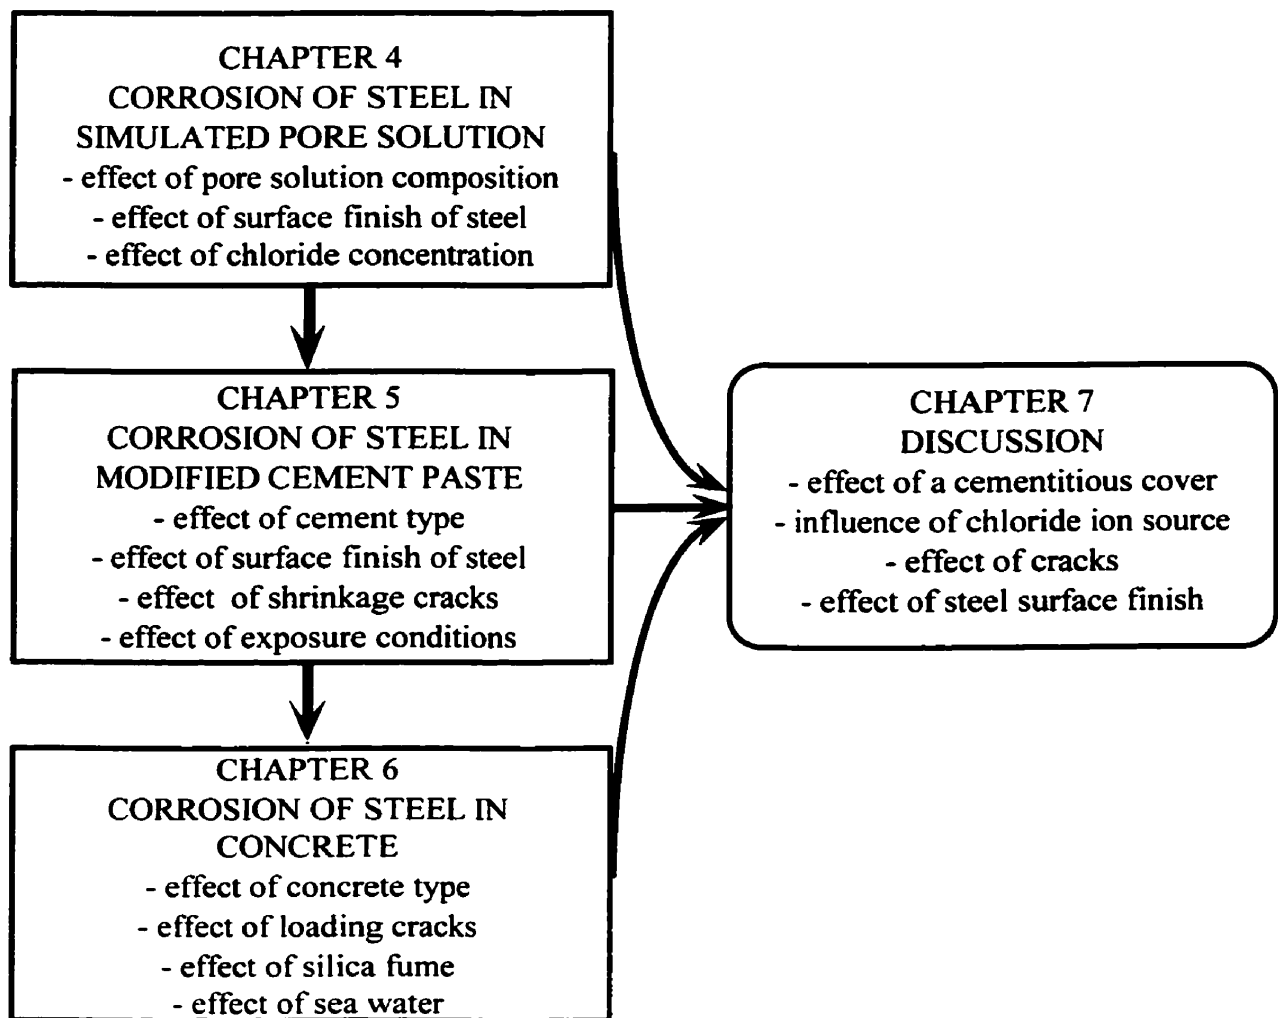 CHAPTER 4
CORROSION OF STEEL IN
SIMULATED PORE SOLUTION
- effect of pore solution composition
- effect of surface finish of steel
- effect of chloride concentration
CHAPTER 5
CORROSION OF STEEL IN
MODIFIED CEMENT PASTE
- effect of cement type
- effect of surface finish of steel
- effect of shrinkage cracks
- effect of exposure conditions
CHAPTER 6
CORROSION OF STEEL IN
CONCRETE
- effect of concrete type
- effect of loading cracks
- effect of silica fume
- effect of sea water
CHAPTER 7
DISCUSSION
- effect of a cementitious cover
- influence of chloride ion source
- effect of cracks
- effect of steel surface finish